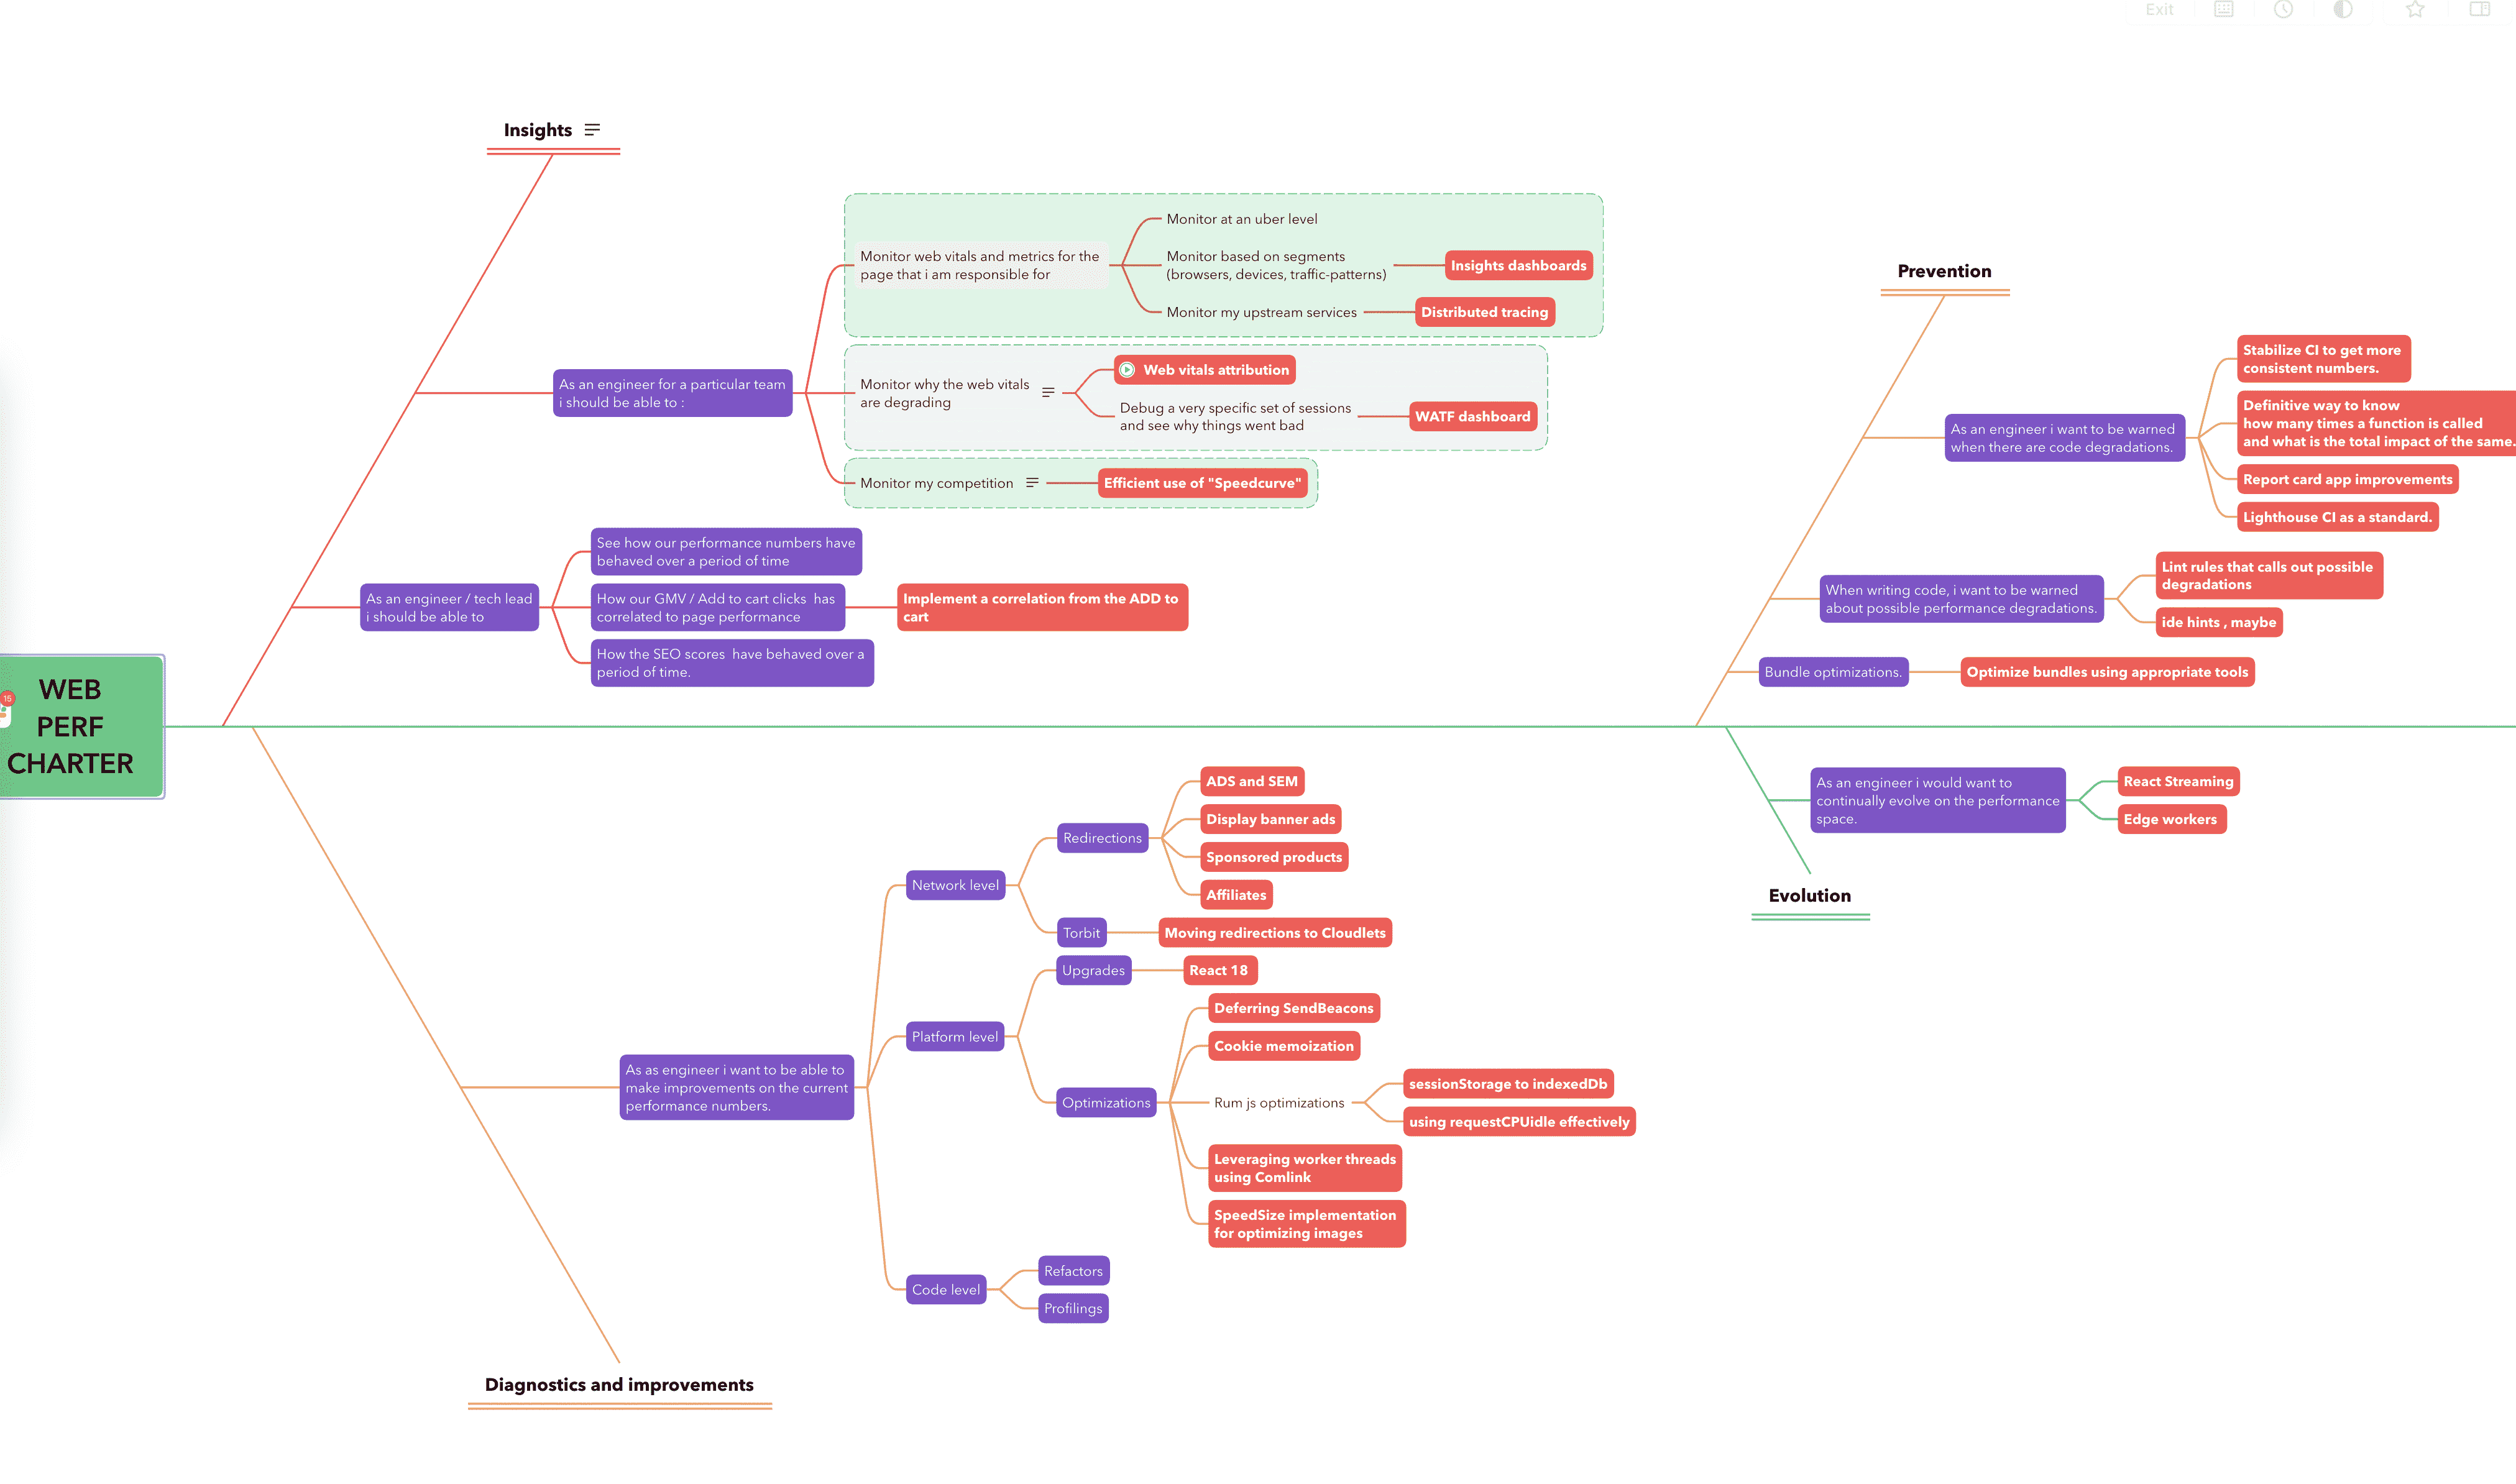 Exit
Insights
Monitor at an uber level
Monitor web vitals and metrics for the
page that i am responsible for
Monitor based on segments
(browsers, devices, traffic-patterns)
Insights dashboards
Monitor my upstream services
Distributed tracing
As an engineer for a particular team
i should be able to :
Monitor why the web vitals
are degrading
Web vitals attribution
Debug a very specific set of sessions
and see why things went bad
WATF dashboard
Monitor my competition
Efficient use of "Speedcurve"
As an engineer / tech lead
i should be able to
See how our performance numbers have
behaved over a period of time
How our GMV / Add to cart clicks  has
correlated to page performance
Implement a correlation from the ADD to
cart
How the SEO scores  have behaved over a
period of time.
Prevention
As an engineer i want to be warned
when there are code degradations.
Stabilize CI to get more
consistent numbers.
Definitive way to know
how many times a function is called
and what is the total impact of the same.
Report card app improvements
Lighthouse CI as a standard.
When writing code, i want to be warned
about possible performance degradations.
Lint rules that calls out possible
degradations
ide hints , maybe
Bundle optimizations.
Optimize bundles using appropriate tools
15
WEB
PERF
CHARTER
As an engineer i would want to
continually evolve on the performance
space.
React Streaming
Edge workers
Evolution
As as engineer i want to be able to
make improvements on the current
performance numbers.
Network level
Redirections
ADS and SEM
Display banner ads
Sponsored products
Affiliates
Torbit
Moving redirections to Cloudlets
Platform level
Upgrades
React 18
Optimizations
Deferring SendBeacons
Cookie memoization
Rum js optimizations
sessionStorage to indexedDb
using requestCPUidle effectively
Leveraging worker threads
using Comlink
SpeedSize implementation
for optimizing images
Code level
Refactors
Profilings
Diagnostics and improvements